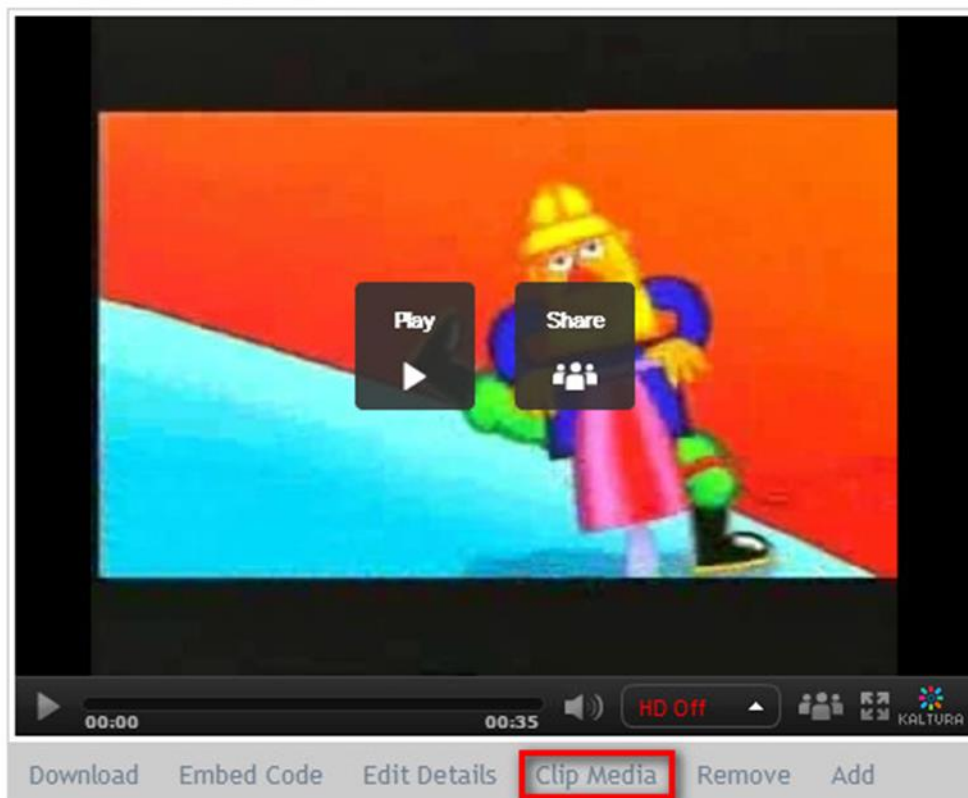 Play Share
00:00 00:35 HD Off KALTURA
Download Embed Code Edit Details Clip Media Remove Add